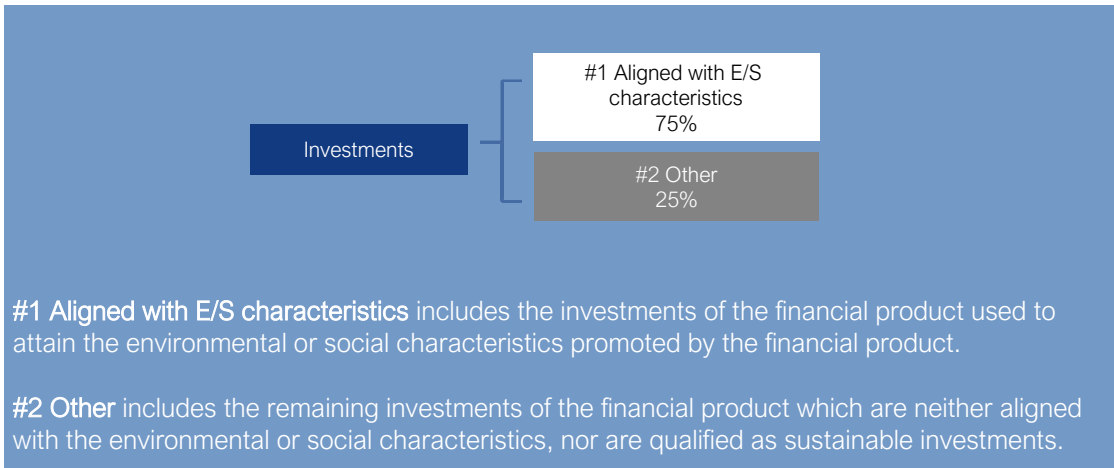 #1 Aligned with E/S
characteristics
75%
Investments
#2 Other
25%
#1 Aligned with E/S characteristics includes the investments of the financial product used to
attain the environmental or social characteristics promoted by the financial product.
#2 Other includes the remaining investments of the financial product which are neither aligned
with the environmental or social characteristics, nor are qualified as sustainable investments.